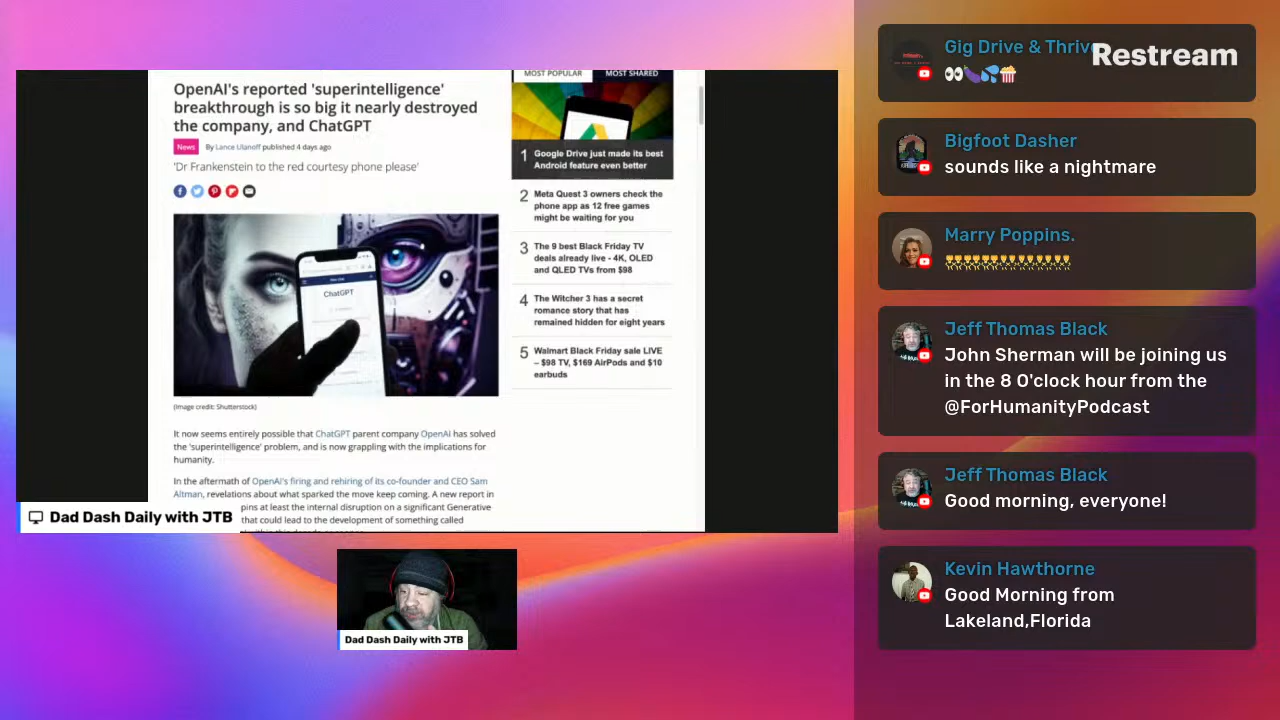 OpenAI's reported 'superintelligence'
breakthrough is so big it nearly destroyed
the company, and ChatGPT
News By Lance Ulanoff published 4 days ago
'Dr Frankenstein to the red courtesy phone please'
ChatGPT
(Image credit: Shutterstock)
It now seems entirely possible that ChatGPT parent company OpenAI has solved
the 'superintelligence' problem, and is now grappling with the implications for
humanity.
In the aftermath of OpenAI's firing and rehiring of its co-founder and CEO Sam
Altman, revelations about what sparked the move keep coming. A new report in
pins at least the internal disruption on a significant Generative
that could lead to the development of something called
MOST POPULAR
MOST SHARED
1 Google Drive just made its best
Android feature even better
2 Meta Quest 3 owners check the
phone app as 12 free games
might be waiting for you
3 The 9 best Black Friday TV
deals already live - 4K, OLED
and QLED TVs from $98
4 The Witcher 3 has a secret
romance story that has
remained hidden for eight years
5 Walmart Black Friday sale LIVE
– $98 TV, $169 AirPods and $10
earbuds
Dad Dash Daily with JTB
Dad Dash Daily with JTB
Restream
Gig Drive & Thrive
👀🍆💦🍿
Bigfoot Dasher
sounds like a nightmare
Marry Poppins.
Jeff Thomas Black
John Sherman will be joining us
in the 8 O'clock hour from the
@ForHumanityPodcast
Jeff Thomas Black
Good morning, everyone!
Kevin Hawthorne
Good Morning from
Lakeland,Florida